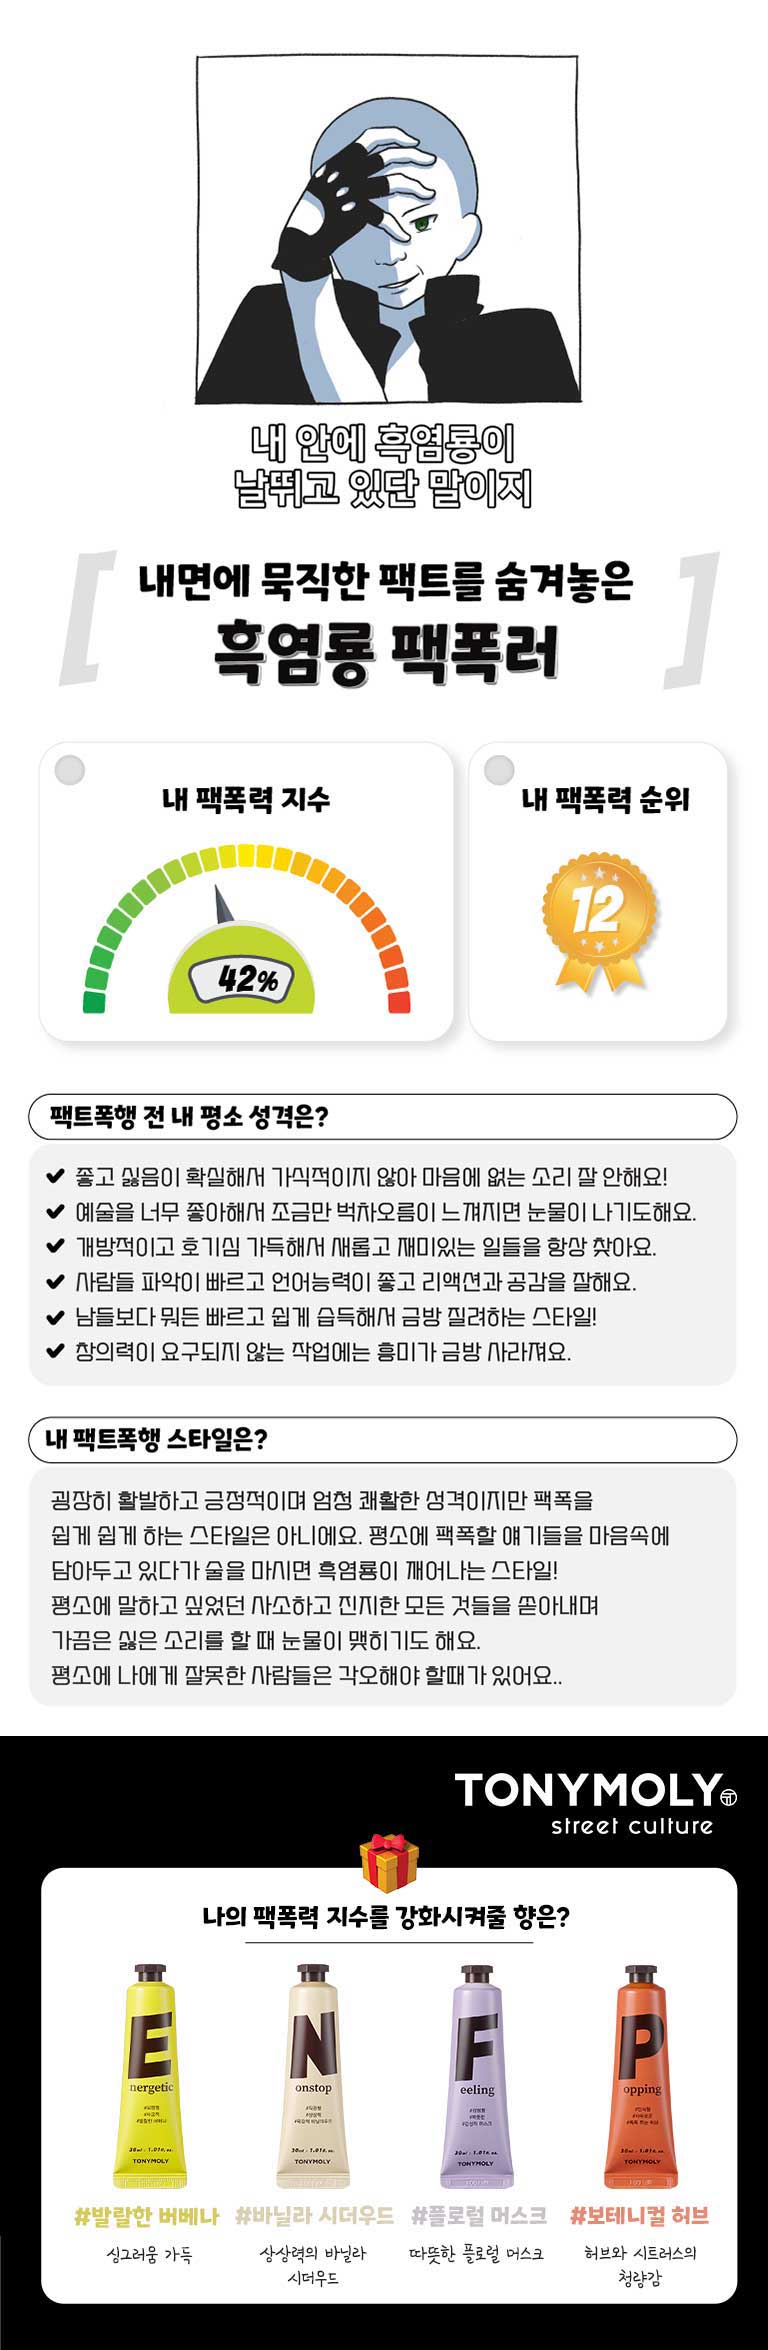 내 안에 흑염룡이
날뛰고 있단 말이지
내면에 묵직한 팩트를 숨겨놓은
흑염룡 팩폭러
내 팩폭력 지수
42%
내 팩폭력 순위
12
팩트폭행 전 내 평소 성격은?
좋고 싫음이 확실해서 가식적이지 않아 마음에 없는 소리 잘 안해요!
예술을 너무 좋아해서 조금만 벅차오름이 느껴지면 눈물이 나기도해요.
개방적이고 호기심 가득해서 새롭고 재미있는 일들을 항상 찾아요.
사람들 파악이 빠르고 언어능력이 좋고 리액션과 공감을 잘해요.
남들보다 뭐든 빠르고 쉽게 습득해서 금방 질려하는 스타일!
창의력이 요구되지 않는 작업에는 흥미가 금방 사라져요.
내 팩트폭행 스타일은?
굉장히 활발하고 긍정적이며 엄청 쾌활한 성격이지만 팩폭을
쉽게 쉽게 하는 스타일은 아니에요. 평소에 팩폭할 얘기들을 마음속에
담아두고 있다가 술을 마시면 흑염룡이 깨어나는 스타일!
평소에 말하고 싶었던 사소하고 진지한 모든 것들을 쏟아내며
가끔은 싫은 소리를 할 때 눈물이 맺히기도 해요.
평소에 나에게 잘못한 사람들은 각오해야 할때가 있어요..
TONYMOLY
street culture
나의 팩폭력 지수를 강화시켜줄 향은?
E
nergetic
30ml · 1.01fl. oz.
TONYMOLY
N
onstop
30ml · 1.01fl. oz.
TONYMOLY
F
eeling
30ml · 1.01fl. oz.
TONYMOLY
P
opping
30ml · 1.01fl. oz.
TONYMOLY
#발랄한 버베나
싱그러움 가득
#바닐라 시더우드
상상력의 바닐라
시더우드
#플로럴 머스크
따뜻한 플로럴 머스크
#보테니컬 허브
허브와 시트러스의
청량감